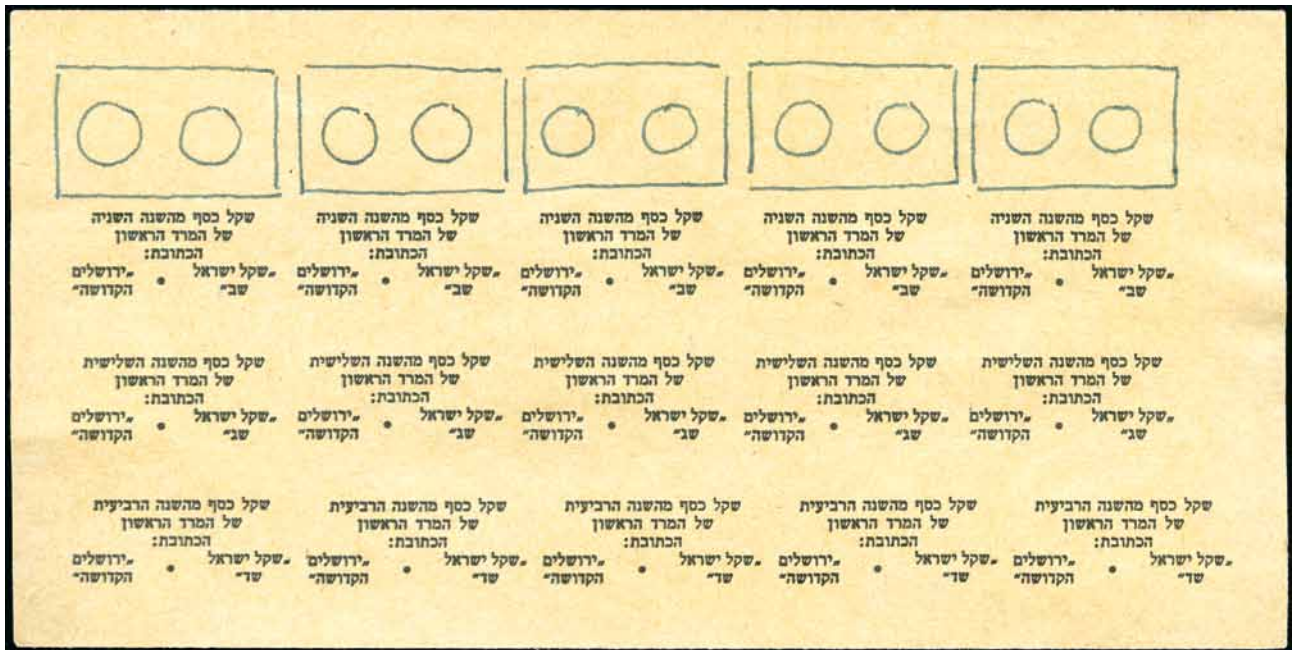 שקל כסף מהשנה השניה
של המרד הראשון
הכתובת:
„שקל ישראל • „ירושלים
שב״ הקדושה״
שקל כסף מהשנה השניה
של המרד הראשון
הכתובת:
„שקל ישראל • „ירושלים
שב״ הקדושה״
שקל כסף מהשנה השניה
של המרד הראשון
הכתובת:
„שקל ישראל • „ירושלים
שב״ הקדושה״
שקל כסף מהשנה השניה
של המרד הראשון
הכתובת:
„שקל ישראל • „ירושלים
שב״ הקדושה״
שקל כסף מהשנה השניה
של המרד הראשון
הכתובת:
„שקל ישראל • „ירושלים
שב״ הקדושה״
שקל כסף מהשנה השלישית
של המרד הראשון
הכתובת:
„שקל ישראל • „ירושלים
שג״ הקדושה״
שקל כסף מהשנה השלישית
של המרד הראשון
הכתובת:
„שקל ישראל • „ירושלים
שג״ הקדושה״
שקל כסף מהשנה השלישית
של המרד הראשון
הכתובת:
„שקל ישראל • „ירושלים
שג״ הקדושה״
שקל כסף מהשנה השלישית
של המרד הראשון
הכתובת:
„שקל ישראל • „ירושלים
שג״ הקדושה״
שקל כסף מהשנה השלישית
של המרד הראשון
הכתובת:
„שקל ישראל • „ירושלים
שג״ הקדושה״
שקל כסף מהשנה הרביעית
של המרד הראשון
הכתובת:
„שקל ישראל • „ירושלים
שד״ הקדושה״
שקל כסף מהשנה הרביעית
של המרד הראשון
הכתובת:
„שקל ישראל • „ירושלים
שד״ הקדושה״
שקל כסף מהשנה הרביעית
של המרד הראשון
הכתובת:
„שקל ישראל • „ירושלים
שד״ הקדושה״
שקל כסף מהשנה הרביעית
של המרד הראשון
הכתובת:
„שקל ישראל • „ירושלים
שד״ הקדושה״
שקל כסף מהשנה הרביעית
של המרד הראשון
הכתובת:
„שקל ישראל • „ירושלים
שד״ הקדושה״